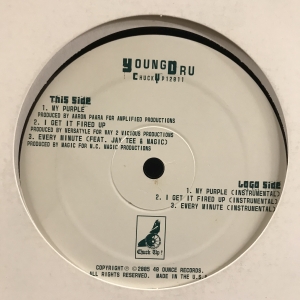 YoungDru
This Side
1. MY PURPLE
PRODUCED BY AARON PARRA FOR AMPLIFIED PRODUCTIONS
2. I GET IT FIRED UP
PRODUCED BY VERSATYLE FOR BAY 2 VICIOUS PRODUCTIONS
3. EVERY MINUTE (FEAT. JAY TEE & MAGIC)
PRODUCED BY MAGIC FOR N.C. MAGIC PRODUCTIONS
Logo Side
1. MY PURPLE (INSTRUMENTAL)
2. I GET IT FIRED UP (INSTRUMENTAL)
3. EVERY MINUTE (INSTRUMENTAL)
Chuck Up!
COPYRIGHT © 2005 40 OUNCE RECORDS.
ALL RIGHTS RESERVED. MADE IN THE U.S.A.